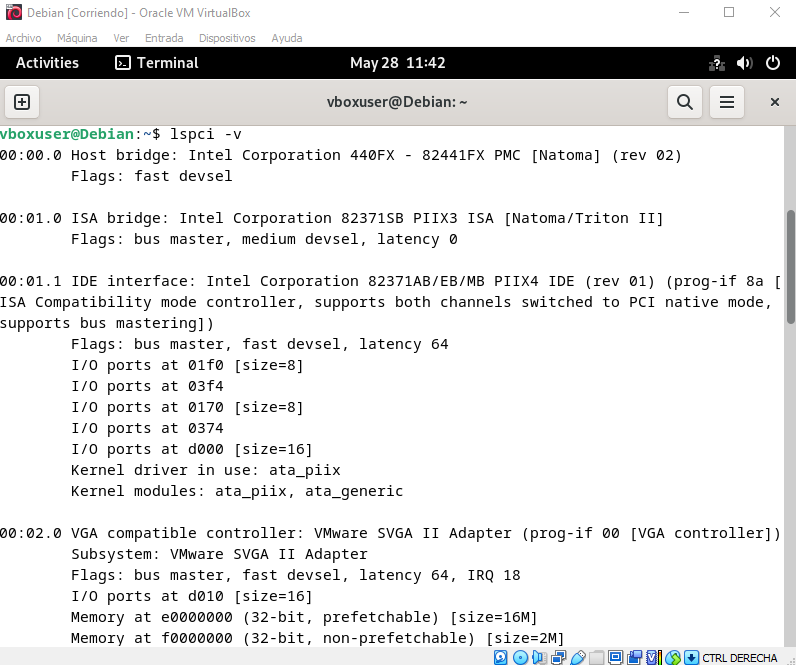 Debian [Corriendo] - Oracle VM VirtualBox
Archivo Máquina Ver Entrada Dispositivos Ayuda
Activities Terminal May 28 11:42
vboxuser@Debian: ~
vboxuser@Debian:~$ lspci -v
00:00.0 Host bridge: Intel Corporation 440FX - 82441FX PMC [Natoma] (rev 02)
        Flags: fast devsel

00:01.0 ISA bridge: Intel Corporation 82371SB PIIX3 ISA [Natoma/Triton II]
        Flags: bus master, medium devsel, latency 0

00:01.1 IDE interface: Intel Corporation 82371AB/EB/MB PIIX4 IDE (rev 01) (prog-if 8a [
ISA Compatibility mode controller, supports both channels switched to PCI native mode,
supports bus mastering])
        Flags: bus master, fast devsel, latency 64
        I/O ports at 01f0 [size=8]
        I/O ports at 03f4
        I/O ports at 0170 [size=8]
        I/O ports at 0374
        I/O ports at d000 [size=16]
        Kernel driver in use: ata_piix
        Kernel modules: ata_piix, ata_generic

00:02.0 VGA compatible controller: VMware SVGA II Adapter (prog-if 00 [VGA controller])
        Subsystem: VMware SVGA II Adapter
        Flags: bus master, fast devsel, latency 64, IRQ 18
        I/O ports at d010 [size=16]
        Memory at e0000000 (32-bit, prefetchable) [size=16M]
        Memory at f0000000 (32-bit, non-prefetchable) [size=2M]
CTRL DERECHA